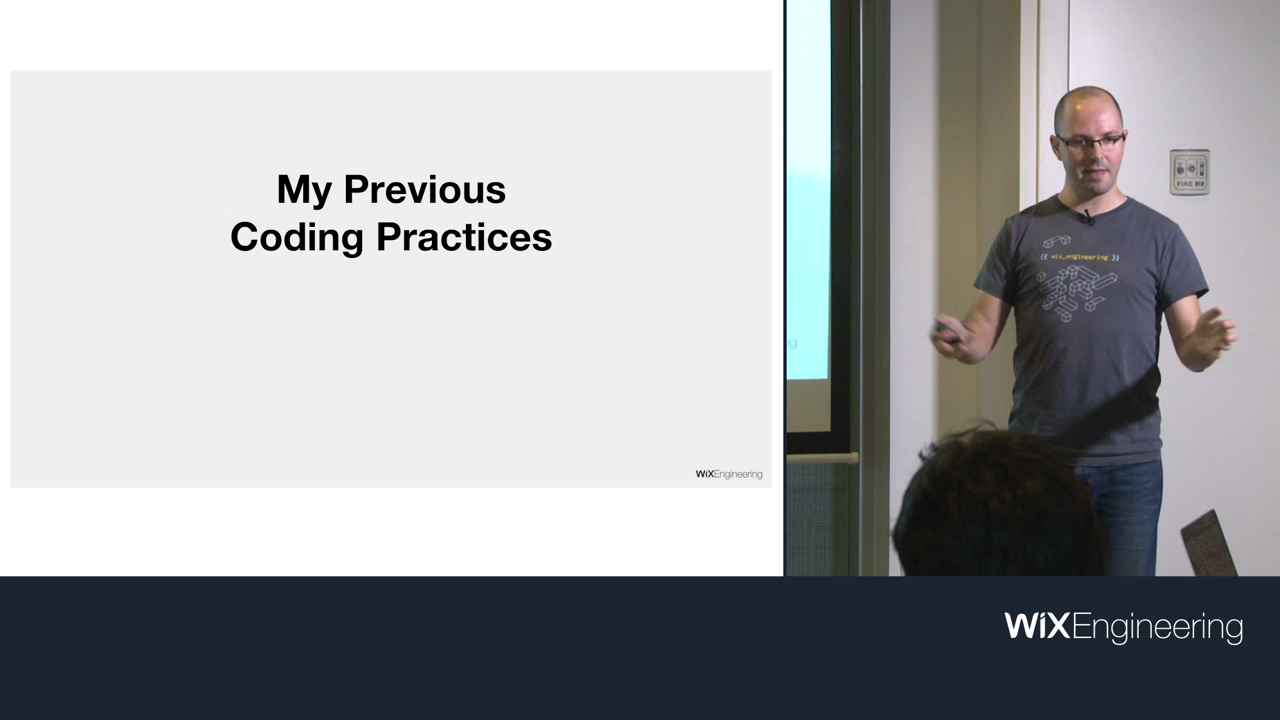 My Previous
Coding Practices
WiXEngineering
{{ wix_engineering }}
FIRE
WiXEngineering